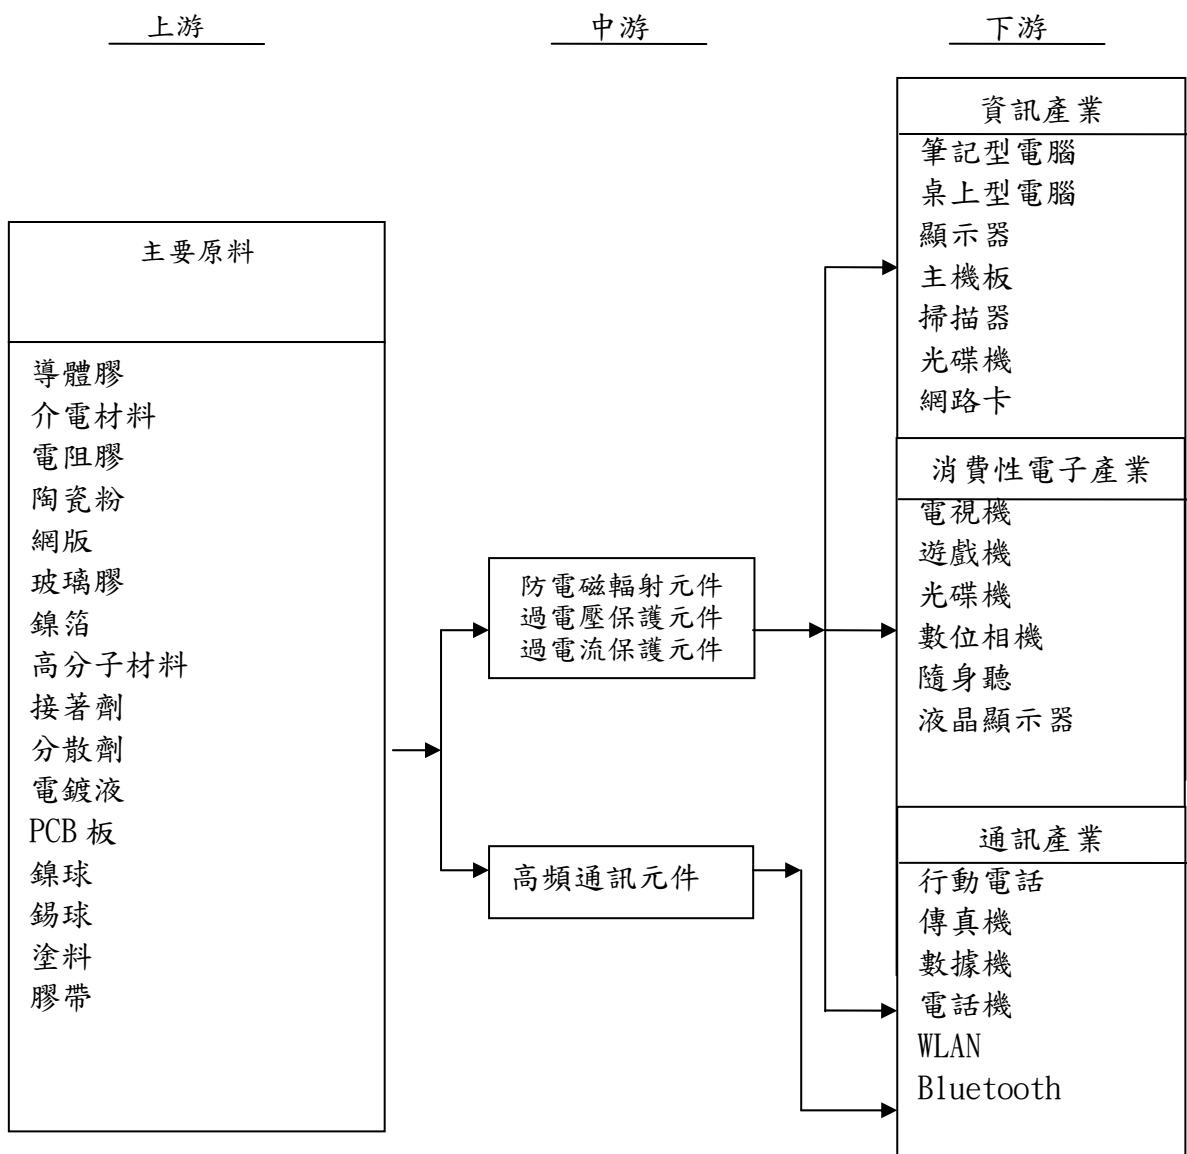 上游
中游
下游
主要原料
導體膠
介電材料
電阻膠
陶瓷粉
網版
玻璃膠
鎳箔
高分子材料
接著劑
分散劑
電鍍液
PCB 板
鎳球
錫球
塗料
膠帶
防電磁輻射元件
過電壓保護元件
過電流保護元件
高頻通訊元件
資訊產業
筆記型電腦
桌上型電腦
顯示器
主機板
掃描器
光碟機
網路卡
消費性電子產業
電視機
遊戲機
光碟機
數位相機
隨身聽
液晶顯示器
通訊產業
行動電話
傳真機
數據機
電話機
WLAN
Bluetooth